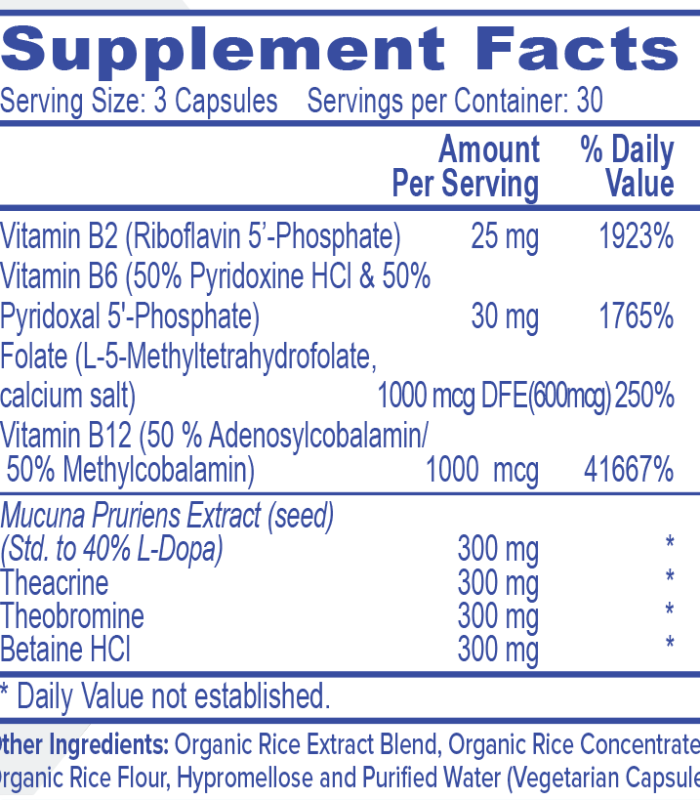 Supplement Facts
Serving Size: 3 Capsules Servings per Container: 30
Amount Per Serving % Daily Value
Vitamin B2 (Riboflavin 5’-Phosphate) 25 mg 1923%
Vitamin B6 (50% Pyridoxine HCl & 50%
Pyridoxal 5'-Phosphate) 30 mg 1765%
Folate (L-5-Methyltetrahydrofolate,
calcium salt) 1000 mcg DFE(600mcg) 250%
Vitamin B12 (50 % Adenosylcobalamin/
50% Methylcobalamin) 1000 mcg 41667%
Mucuna Pruriens Extract (seed)
(Std. to 40% L-Dopa) 300 mg *
Theacrine 300 mg *
Theobromine 300 mg *
Betaine HCl 300 mg *
* Daily Value not established.
ther Ingredients: Organic Rice Extract Blend, Organic Rice Concentrate
rganic Rice Flour, Hypromellose and Purified Water (Vegetarian Capsule